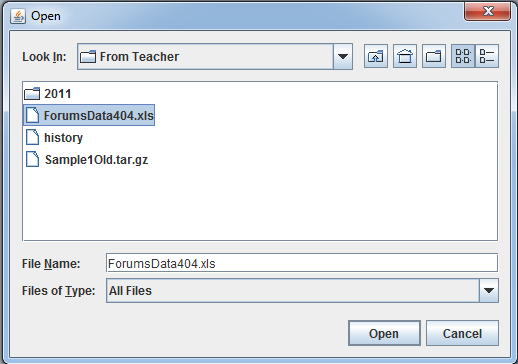 Open
Look In: From Teacher
2011
ForumsData404.xls
history
Sample1Old.tar.gz
File Name: ForumsData404.xls
Files of Type: All Files
Open Cancel